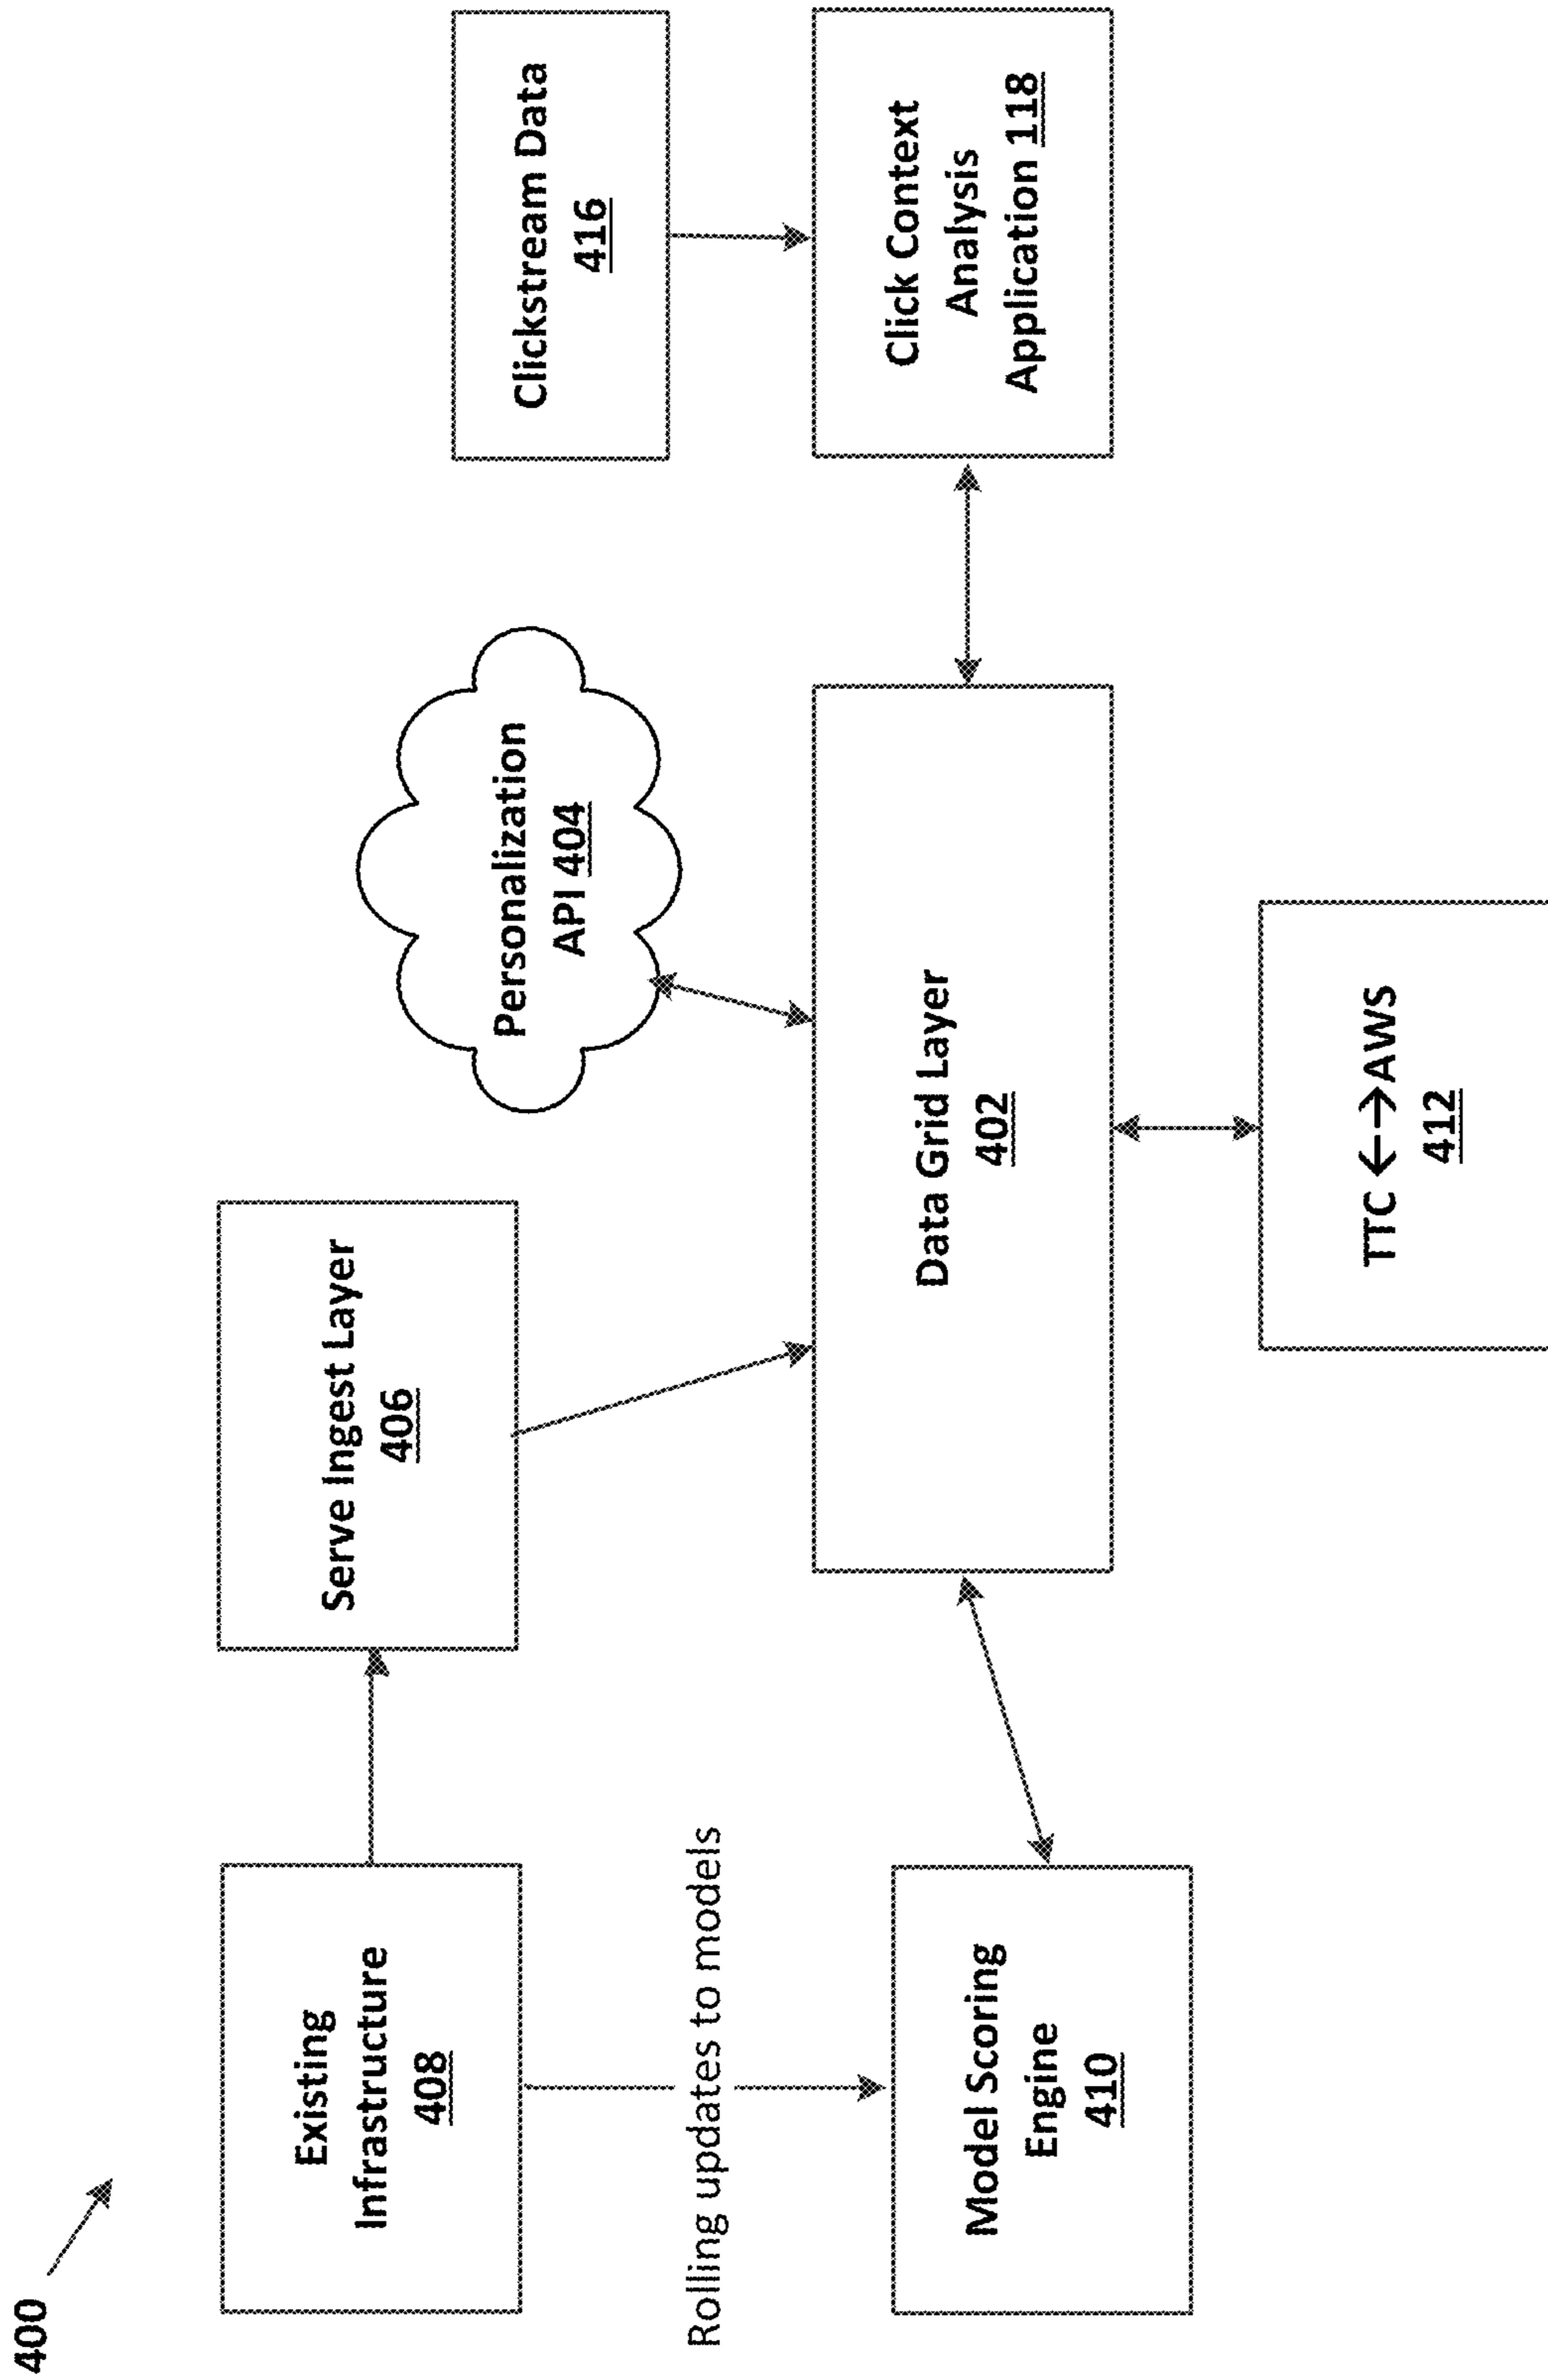 400
Existing
Infrastructure
408
Serve Ingest Layer
406
Personalization
API 404
Clickstream Data
416
Rolling updates to models
Model Scoring
Engine
410
Data Grid Layer
402
Click Context
Analysis
Application 118
TTC ←→AWS
412